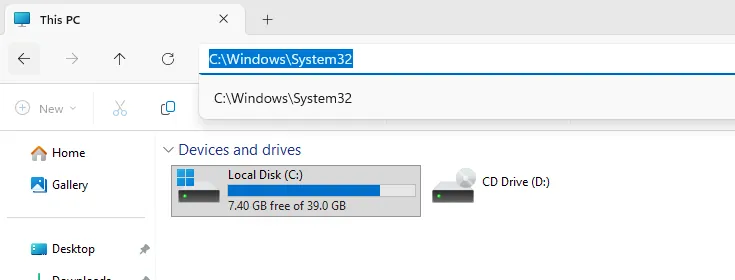 This PC
C:\Windows\System32
C:\Windows\System32
New
Devices and drives
Home
Gallery
Local Disk (C:)
7.40 GB free of 39.0 GB
CD Drive (D:)
Desktop
Downloads